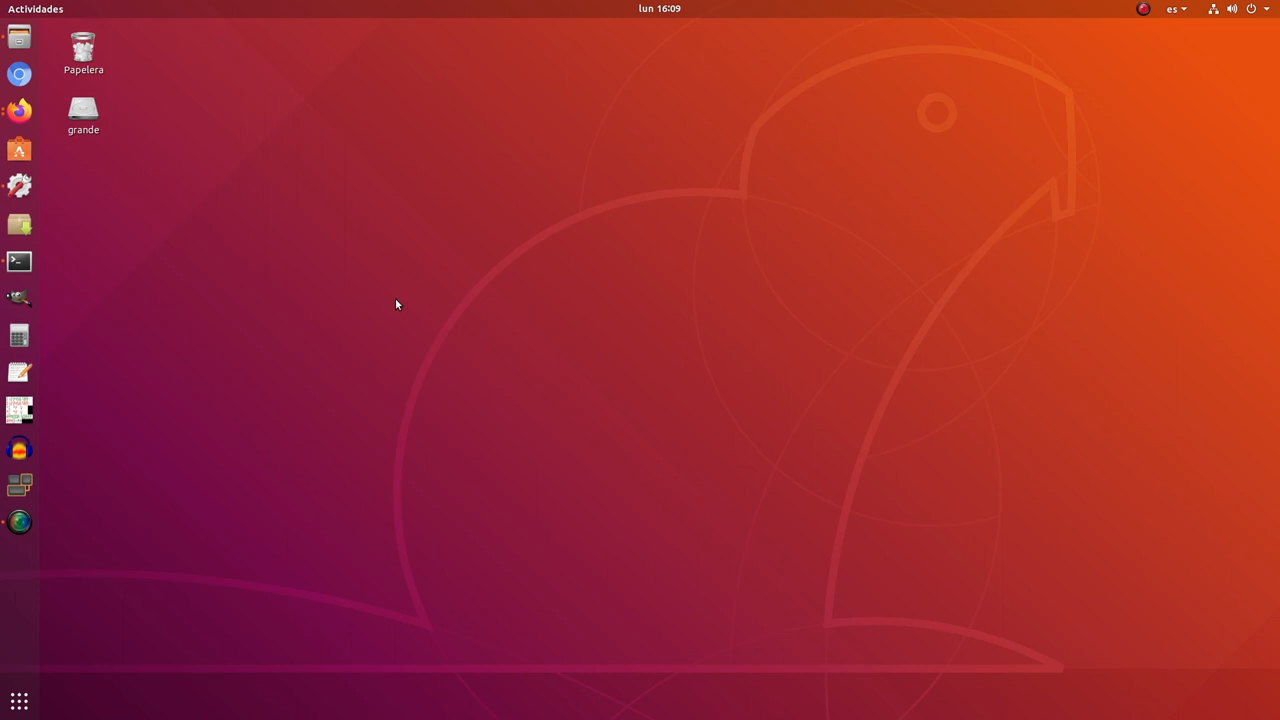 Actividades
lun 16:09
es
Papelera
grande